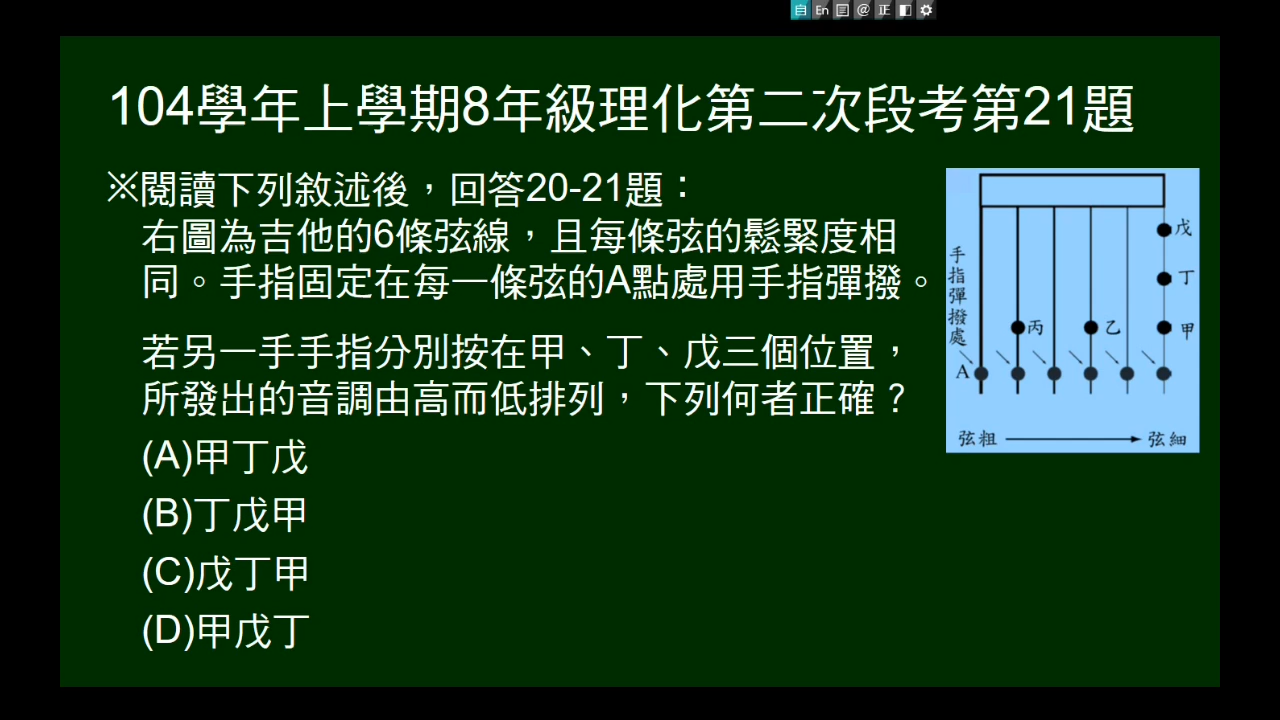 自 En @ 正
104學年上學期8年級理化第二次段考第21題
※閱讀下列敘述後，回答20-21題：
右圖為吉他的6條弦線，且每條弦的鬆緊度相
同。手指固定在每一條弦的A點處用手指彈撥。
若另一手手指分別按在甲、丁、戊三個位置，
所發出的音調由高而低排列，下列何者正確？
(A)甲丁戊
(B)丁戊甲
(C)戊丁甲
(D)甲戊丁
戊
丁
手指彈撥處
丙
乙
甲
A
弦粗
弦細